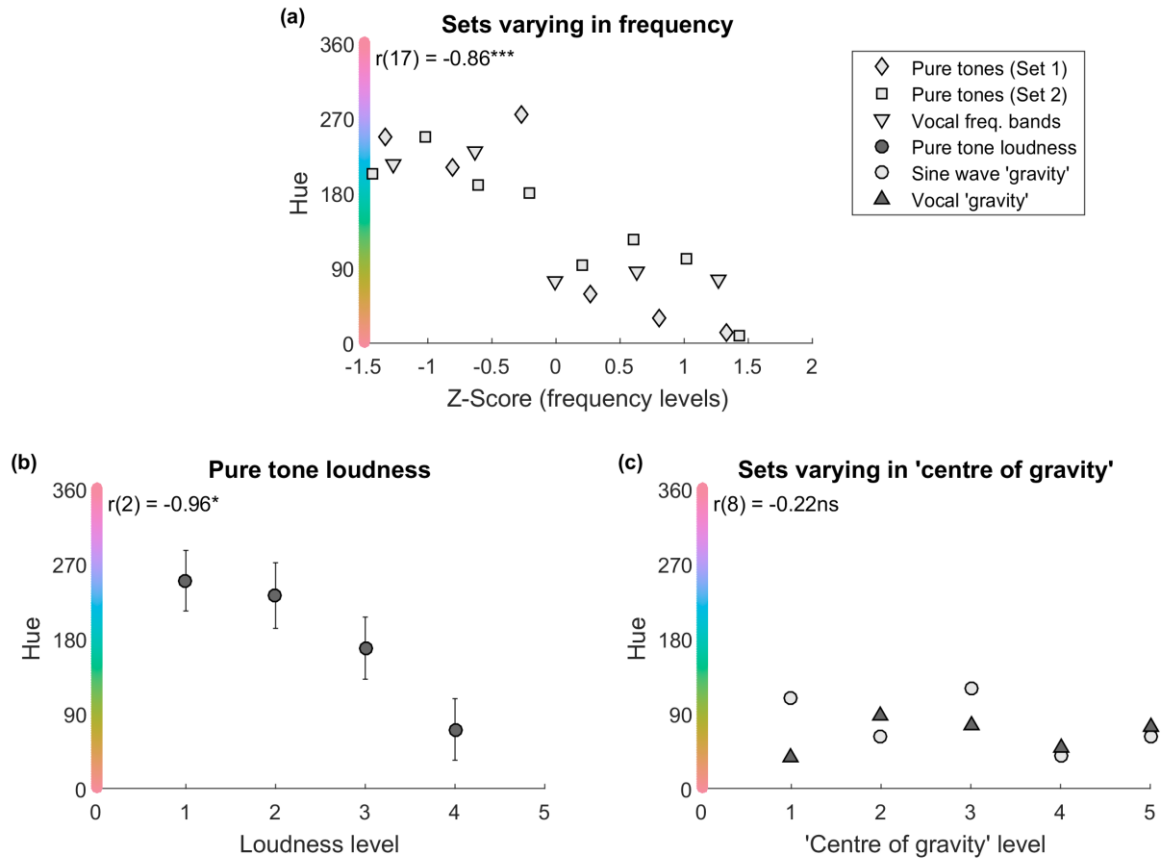 (a)
Sets varying in frequency
r(17) = -0.86***
360
270
180
90
0
Hue
-1.5 -1 -0.5 0 0.5 1 1.5 2
Z-Score (frequency levels)
Pure tones (Set 1)
Pure tones (Set 2)
Vocal freq. bands
Pure tone loudness
Sine wave 'gravity'
Vocal 'gravity'
(b)
Pure tone loudness
r(2) = -0.96*
360
270
180
90
0
Hue
0 1 2 3 4 5
Loudness level
(c)
Sets varying in 'centre of gravity'
r(8) = -0.22ns
360
270
180
90
0
Hue
0 1 2 3 4 5
'Centre of gravity' level